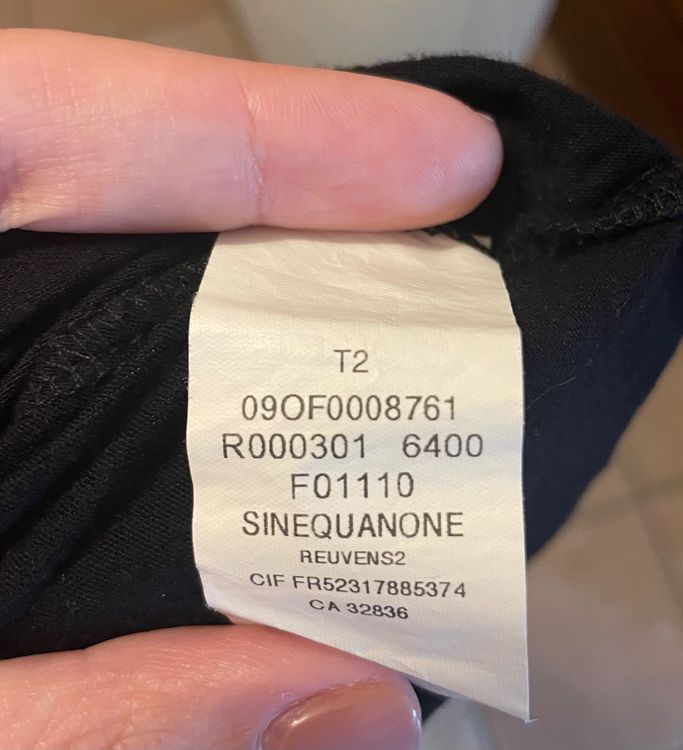 T2
09OF0008761
R000301 6400
F01110
SINEQUANONE
REUVENS2
CIF FR52317885374
CA 32836